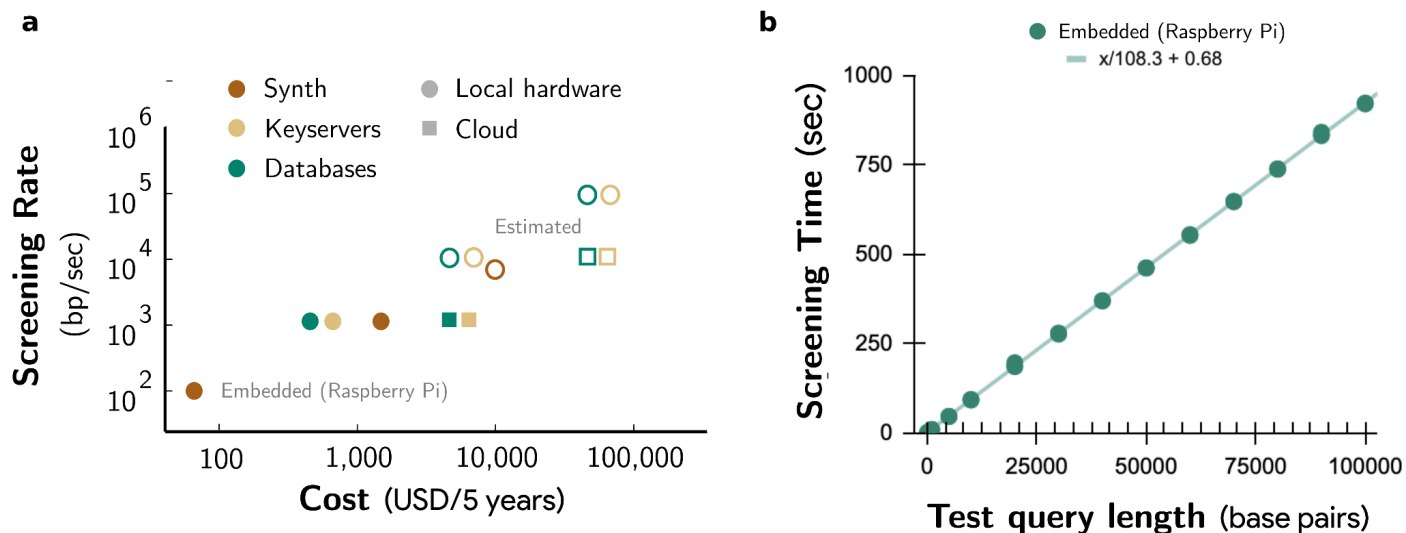 a
Synth
Keyservers
Databases
Local hardware
Cloud
Screening Rate
(bp/sec)
10^6
10^5
10^4
10^3
10^2
Estimated
Embedded (Raspberry Pi)
100
1,000
10,000
100,000
Cost (USD/5 years)
b
Embedded (Raspberry Pi)
x/108.3 + 0.68
Screening Time (sec)
1000
750
500
250
0
0
25000
50000
75000
100000
Test query length (base pairs)